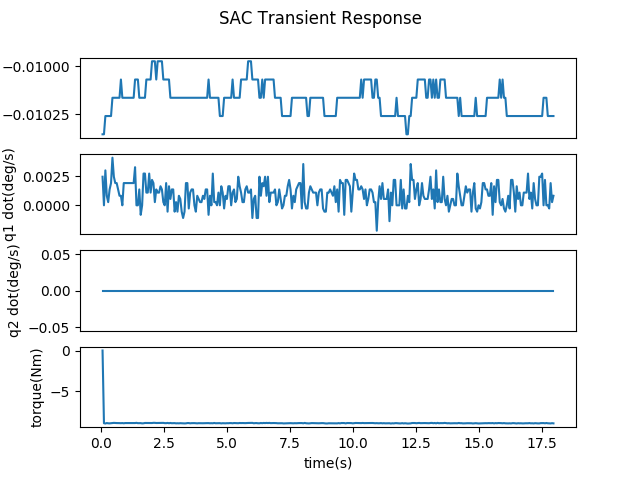 SAC Transient Response
−0.01000
−0.01025
q1 dot(deg/s)
0.0025
0.0000
q2 dot(deg/s)
0.05
0.00
−0.05
torque(Nm)
0
−5
0.0 2.5 5.0 7.5 10.0 12.5 15.0 17.5
time(s)